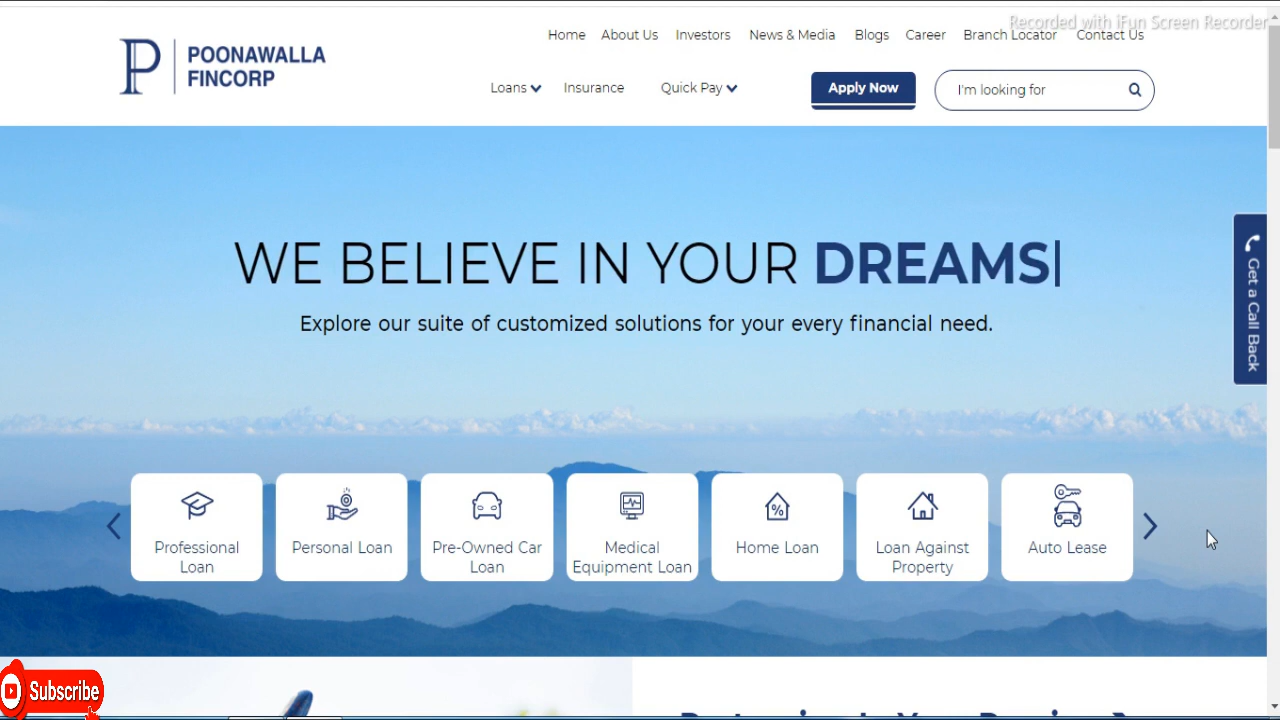 Recorded with iFun Screen Recorder
Home About Us Investors News & Media Blogs Career Branch Locator Contact Us
POONAWALLA
FINCORP
Loans Insurance Quick Pay Apply Now I'm looking for
WE BELIEVE IN YOUR DREAMS|
Explore our suite of customized solutions for your every financial need.
Get a Call Back
Professional
Loan
Personal Loan
Pre-Owned Car
Loan
Medical
Equipment Loan
Home Loan
Loan Against
Property
Auto Lease
Subscribe